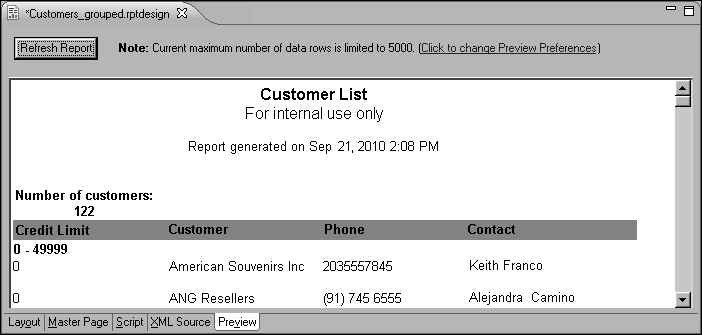 *Customers_grouped.rptdesign
Refresh Report Note: Current maximum number of data rows is limited to 5000. (Click to change Preview Preferences)
Customer List
For internal use only
Report generated on Sep 21, 2010 2:08 PM
Number of customers:
122
Credit Limit Customer Phone Contact
0 - 49999
0 American Souvenirs Inc 2035557845 Keith Franco
0 ANG Resellers (91) 745 6555 Alejandra Camino
Layout Master Page Script XML Source Preview